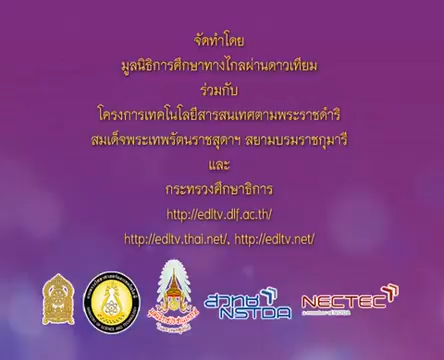 จัดทำโดย
มูลนิธิการศึกษาทางไกลผ่านดาวเทียม
ร่วมกับ
โครงการเทคโนโลยีสารสนเทศตามพระราชดำริ
สมเด็จพระเทพรัตนราชสุดาฯ สยามบรมราชกุมารี
และ
กระทรวงศึกษาธิการ
http://edltv.dlf.ac.th/
http://edltv.thai.net/, http://edltv.net/
สวทช NECTEC
NSTDA a member of NSTDA